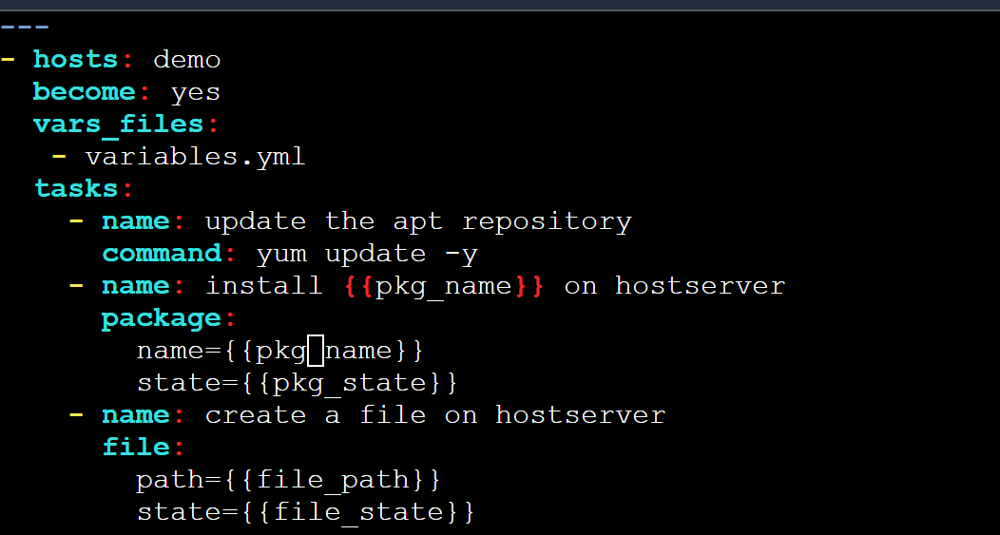 ---
- hosts: demo
  become: yes
  vars_files:
   - variables.yml
  tasks:
    - name: update the apt repository
      command: yum update -y
    - name: install {{pkg_name}} on hostserver
      package:
        name={{pkg_name}}
        state={{pkg_state}}
    - name: create a file on hostserver
      file:
        path={{file_path}}
        state={{file_state}}